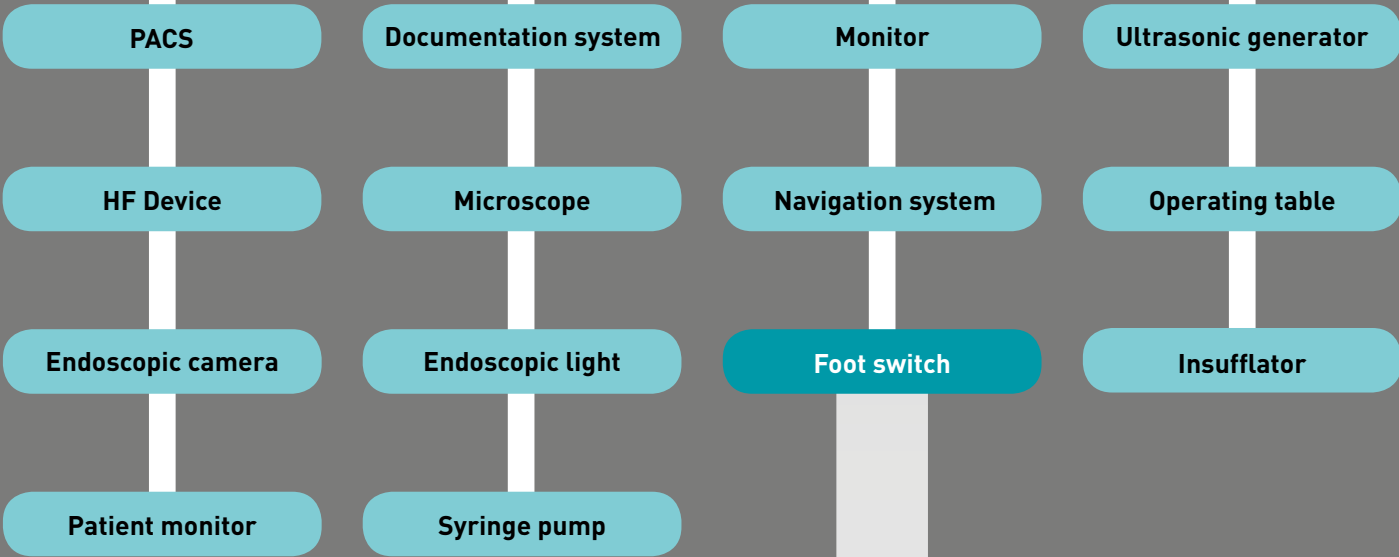 PACS
Documentation system
Monitor
Ultrasonic generator
HF Device
Microscope
Navigation system
Operating table
Endoscopic camera
Endoscopic light
Foot switch
Insufflator
Patient monitor
Syringe pump